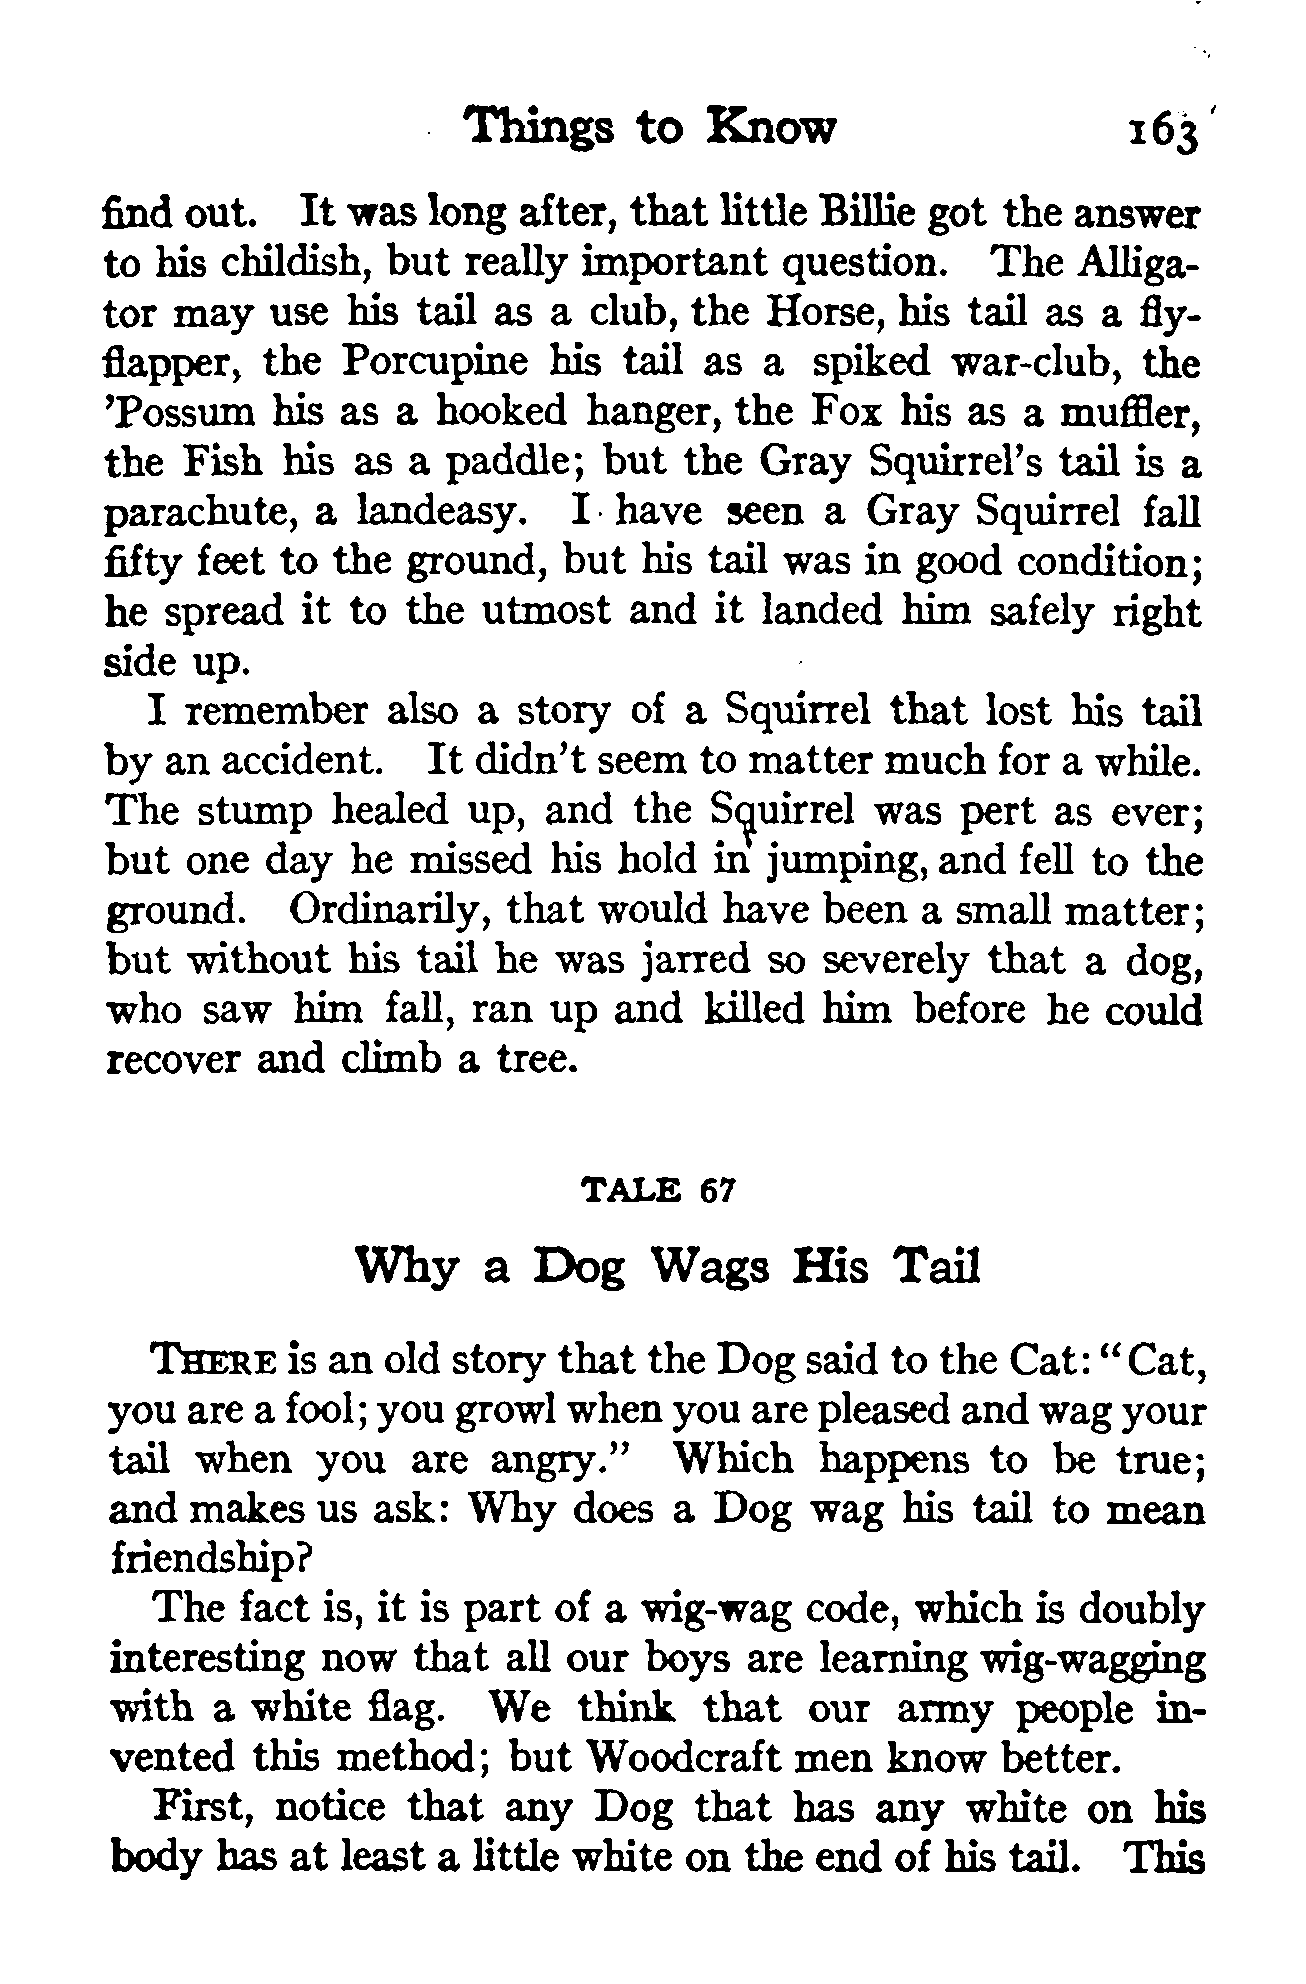 Things to Know 163
find out. It was long after, that little Billie got the answer
to his childish, but really important question. The Alliga-
tor may use his tail as a club, the Horse, his tail as a fly-
flapper, the Porcupine his tail as a spiked war-club, the
’Possum his as a hooked hanger, the Fox his as a muffler,
the Fish his as a paddle; but the Gray Squirrel’s tail is a
parachute, a landeasy. I have seen a Gray Squirrel fall
fifty feet to the ground, but his tail was in good condition;
he spread it to the utmost and it landed him safely right
side up.
I remember also a story of a Squirrel that lost his tail
by an accident. It didn’t seem to matter much for a while.
The stump healed up, and the Squirrel was pert as ever;
but one day he missed his hold in jumping, and fell to the
ground. Ordinarily, that would have been a small matter;
but without his tail he was jarred so severely that a dog,
who saw him fall, ran up and killed him before he could
recover and climb a tree.
TALE 67
Why a Dog Wags His Tail
THERE is an old story that the Dog said to the Cat: “Cat,
you are a fool; you growl when you are pleased and wag your
tail when you are angry.” Which happens to be true;
and makes us ask: Why does a Dog wag his tail to mean
friendship?
The fact is, it is part of a wig-wag code, which is doubly
interesting now that all our boys are learning wig-wagging
with a white flag. We think that our army people in-
vented this method; but Woodcraft men know better.
First, notice that any Dog that has any white on his
body has at least a little white on the end of his tail. This